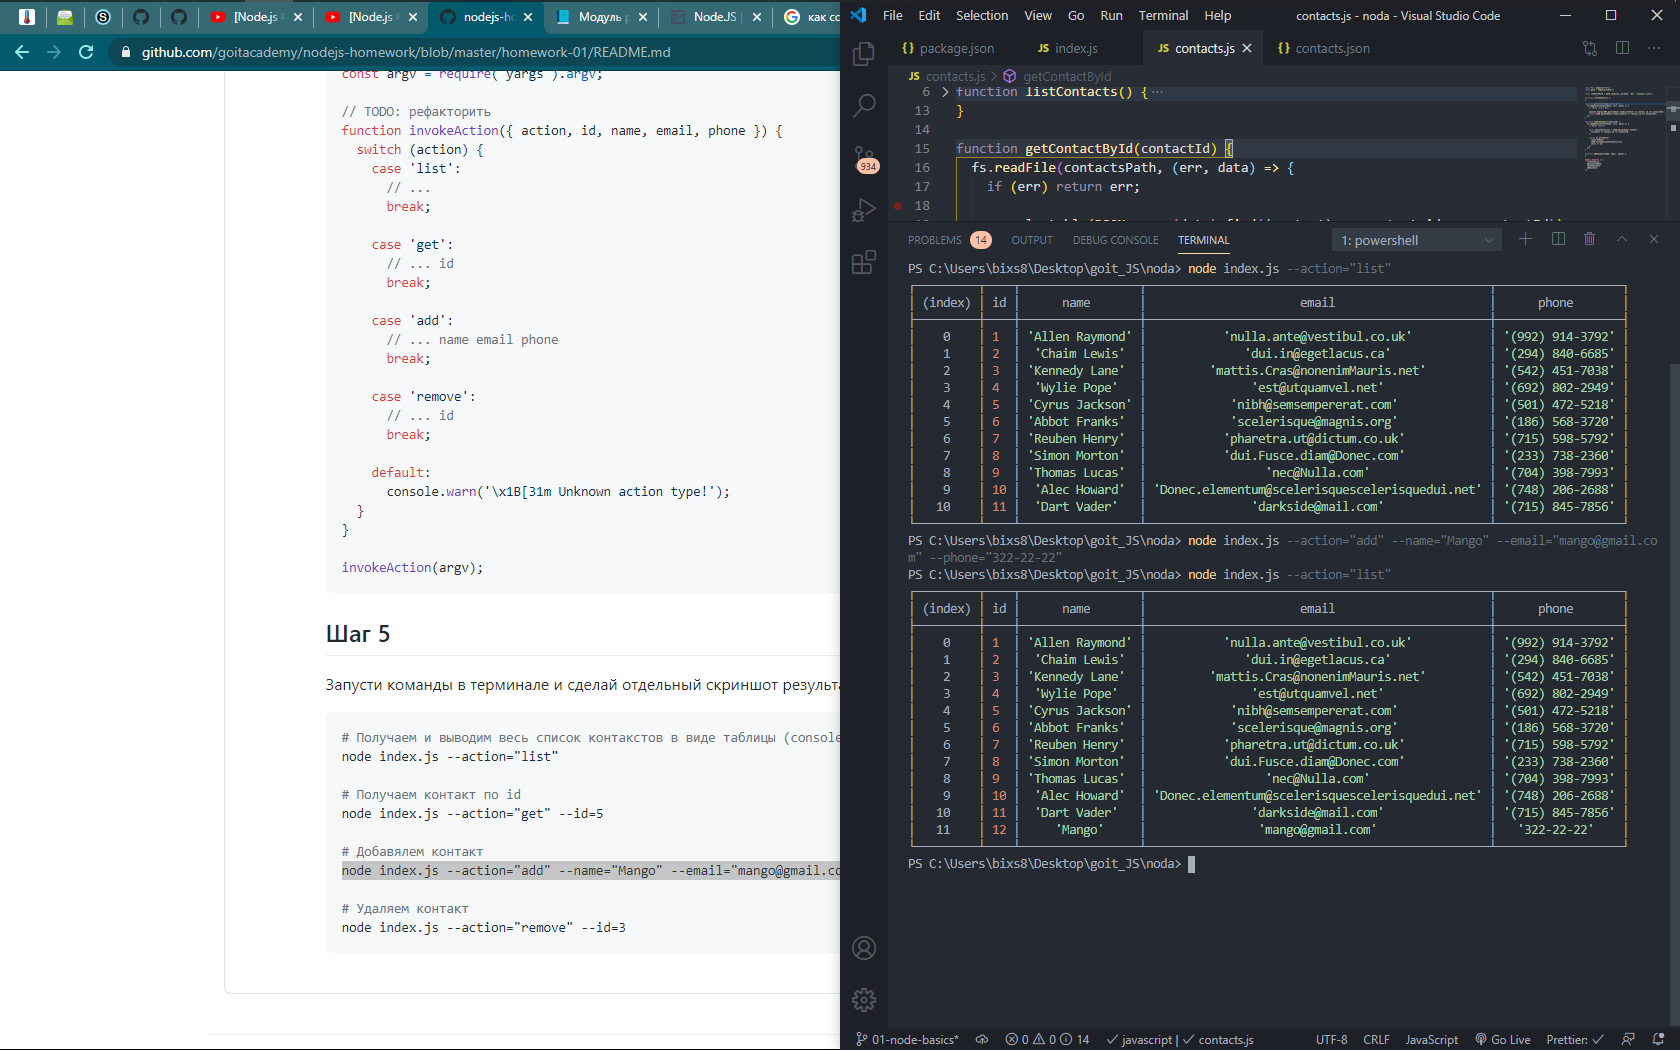 [Node.js
[Node.js
nodejs-ho
Модуль p
Node.JS
как со
github.com/goitacademy/nodejs-homework/blob/master/homework-01/README.md
const argv = require('yargs').argv;
// TODO: рефакторить
function invokeAction({ action, id, name, email, phone }) {
switch (action) {
case 'list':
// ...
break;
case 'get':
// ... id
break;
case 'add':
// ... name email phone
break;
case 'remove':
// ... id
break;
default:
console.warn('\x1B[31m Unknown action type!');
}
}
invokeAction(argv);
Шаг 5
Запусти команды в терминале и сделай отдельный скриншот результа
# Получаем и выводим весь список контакстов в виде таблицы (console
node index.js --action="list"
# Получаем контакт по id
node index.js --action="get" --id=5
# Добавялем контакт
node index.js --action="add" --name="Mango" --email="mango@gmail.co
# Удаляем контакт
node index.js --action="remove" --id=3
File Edit Selection View Go Run Terminal Help contacts.js - noda - Visual Studio Code
{} package.json JS index.js JS contacts.js {} contacts.json
JS contacts.js > getContactById
6 function listContacts() { ...
13 }
14
15 function getContactById(contactId) {
16 fs.readFile(contactsPath, (err, data) => {
17 if (err) return err;
18
934
PROBLEMS 14 OUTPUT DEBUG CONSOLE TERMINAL 1: powershell
PS C:\Users\bixs8\Desktop\goit_JS\noda> node index.js --action="list"
(index) id name email phone
0 1 'Allen Raymond' 'nulla.ante@vestibul.co.uk' '(992) 914-3792'
1 2 'Chaim Lewis' 'dui.in@egetlacus.ca' '(294) 840-6685'
2 3 'Kennedy Lane' 'mattis.Cras@nonenimMauris.net' '(542) 451-7038'
3 4 'Wylie Pope' 'est@utquamvel.net' '(692) 802-2949'
4 5 'Cyrus Jackson' 'nibh@semsempererat.com' '(501) 472-5218'
5 6 'Abbot Franks' 'scelerisque@magnis.org' '(186) 568-3720'
6 7 'Reuben Henry' 'pharetra.ut@dictum.co.uk' '(715) 598-5792'
7 8 'Simon Morton' 'dui.Fusce.diam@Donec.com' '(233) 738-2360'
8 9 'Thomas Lucas' 'nec@Nulla.com' '(704) 398-7993'
9 10 'Alec Howard' 'Donec.elementum@scelerisquescelerisquedui.net' '(748) 206-2688'
10 11 'Dart Vader' 'darkside@mail.com' '(715) 845-7856'
PS C:\Users\bixs8\Desktop\goit_JS\noda> node index.js --action="add" --name="Mango" --email="mango@gmail.co
m" --phone="322-22-22"
PS C:\Users\bixs8\Desktop\goit_JS\noda> node index.js --action="list"
(index) id name email phone
0 1 'Allen Raymond' 'nulla.ante@vestibul.co.uk' '(992) 914-3792'
1 2 'Chaim Lewis' 'dui.in@egetlacus.ca' '(294) 840-6685'
2 3 'Kennedy Lane' 'mattis.Cras@nonenimMauris.net' '(542) 451-7038'
3 4 'Wylie Pope' 'est@utquamvel.net' '(692) 802-2949'
4 5 'Cyrus Jackson' 'nibh@semsempererat.com' '(501) 472-5218'
5 6 'Abbot Franks' 'scelerisque@magnis.org' '(186) 568-3720'
6 7 'Reuben Henry' 'pharetra.ut@dictum.co.uk' '(715) 598-5792'
7 8 'Simon Morton' 'dui.Fusce.diam@Donec.com' '(233) 738-2360'
8 9 'Thomas Lucas' 'nec@Nulla.com' '(704) 398-7993'
9 10 'Alec Howard' 'Donec.elementum@scelerisquescelerisquedui.net' '(748) 206-2688'
10 11 'Dart Vader' 'darkside@mail.com' '(715) 845-7856'
11 12 'Mango' 'mango@gmail.com' '322-22-22'
PS C:\Users\bixs8\Desktop\goit_JS\noda>
01-node-basics* 0 0 14 javascript | contacts.js UTF-8 CRLF JavaScript Go Live Prettier: